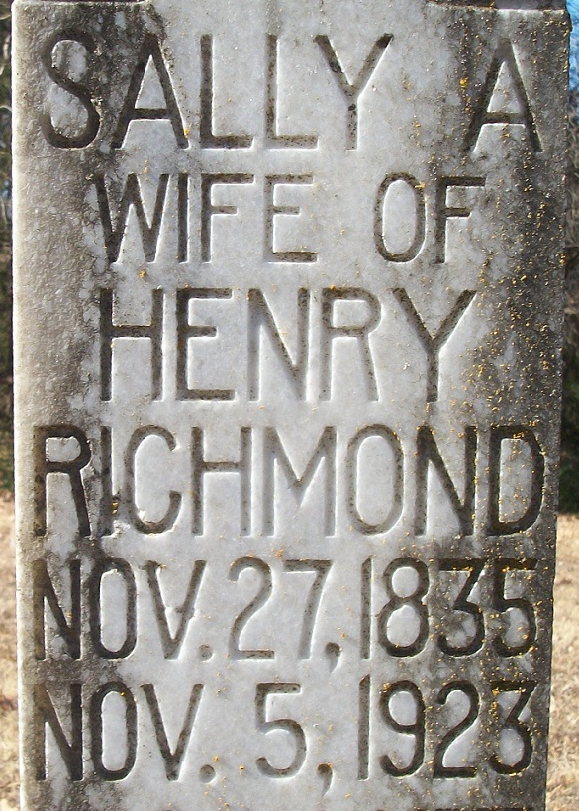 SALLY A
WIFE OF
HENRY
RICHMOND
NOV. 27, 1835
NOV. 5, 1923